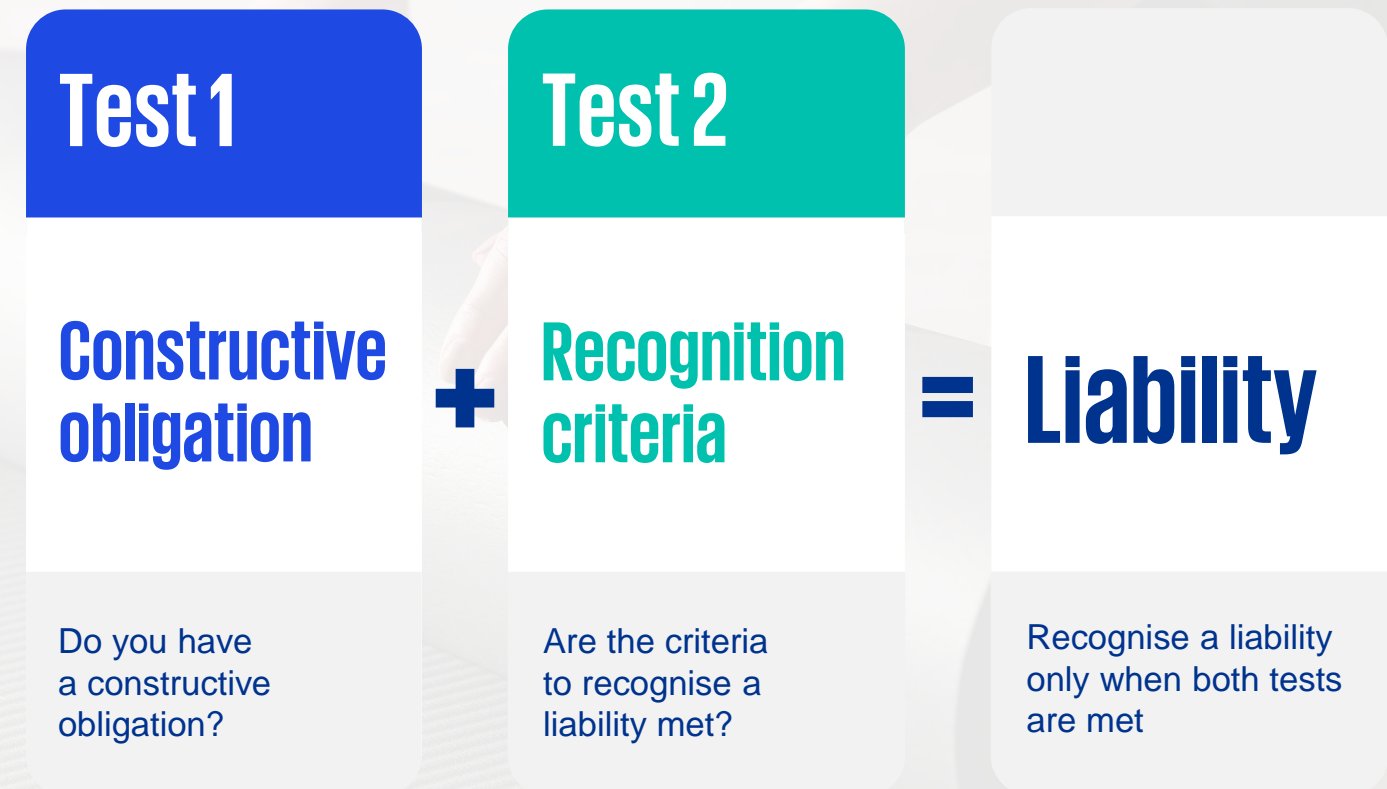 Test 1
Constructive
obligation
Do you have
a constructive
obligation?
+
Test 2
Recognition
criteria
Are the criteria
to recognise a
liability met?
=
Liability
Recognise a liability
only when both tests
are met